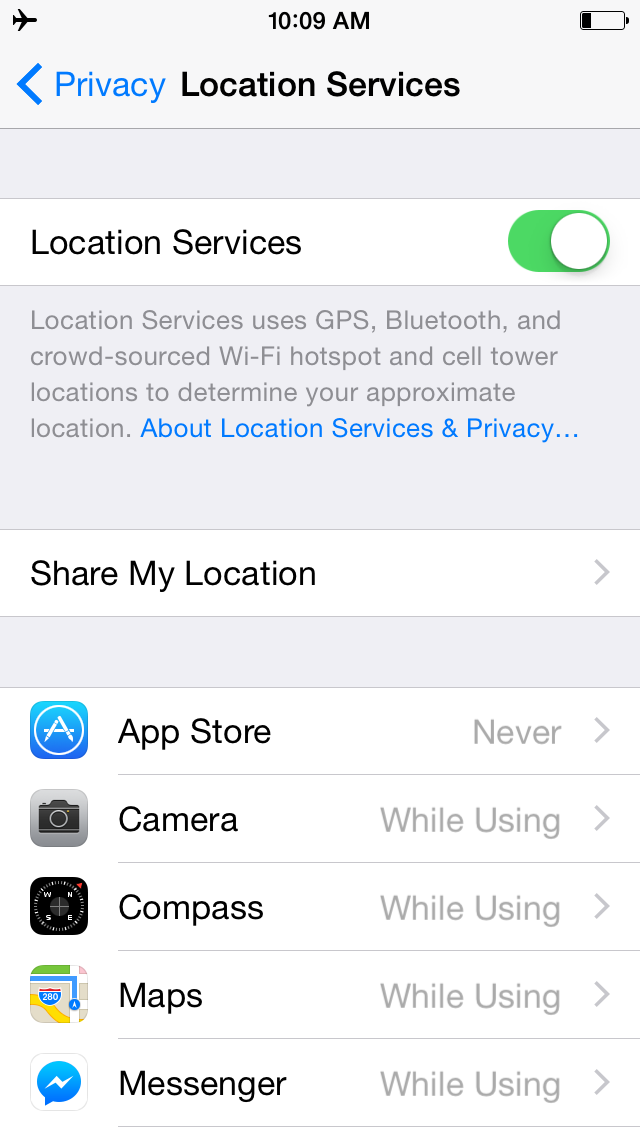 10:09 AM
Privacy Location Services
Location Services
Location Services uses GPS, Bluetooth, and
crowd-sourced Wi-Fi hotspot and cell tower
locations to determine your approximate
location. About Location Services & Privacy...
Share My Location
App Store Never
Camera While Using
W N
S E
Compass While Using
280
Maps While Using
Messenger While Using